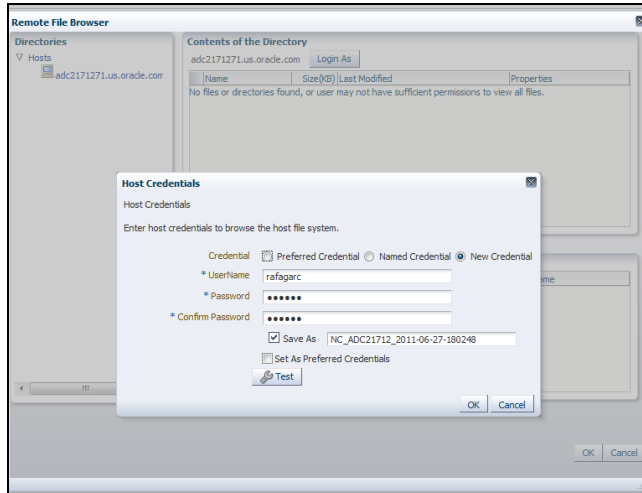 Remote File Browser
Directories
Hosts
adc2171271.us.oracle.com
Contents of the Directory
adc2171271.us.oracle.com Login As
Name Size(KB) Last Modified Properties
No files or directories found, or user may not have sufficient permissions to view all files.
Host Credentials
Host Credentials
Enter host credentials to browse the host file system.
Credential Preferred Credential Named Credential New Credential
* UserName rafagarc
* Password ••••••
* Confirm Password ••••••
Save As NC_ADC21712_2011-06-27-180248
Set As Preferred Credentials
Test
OK Cancel
OK Cancel